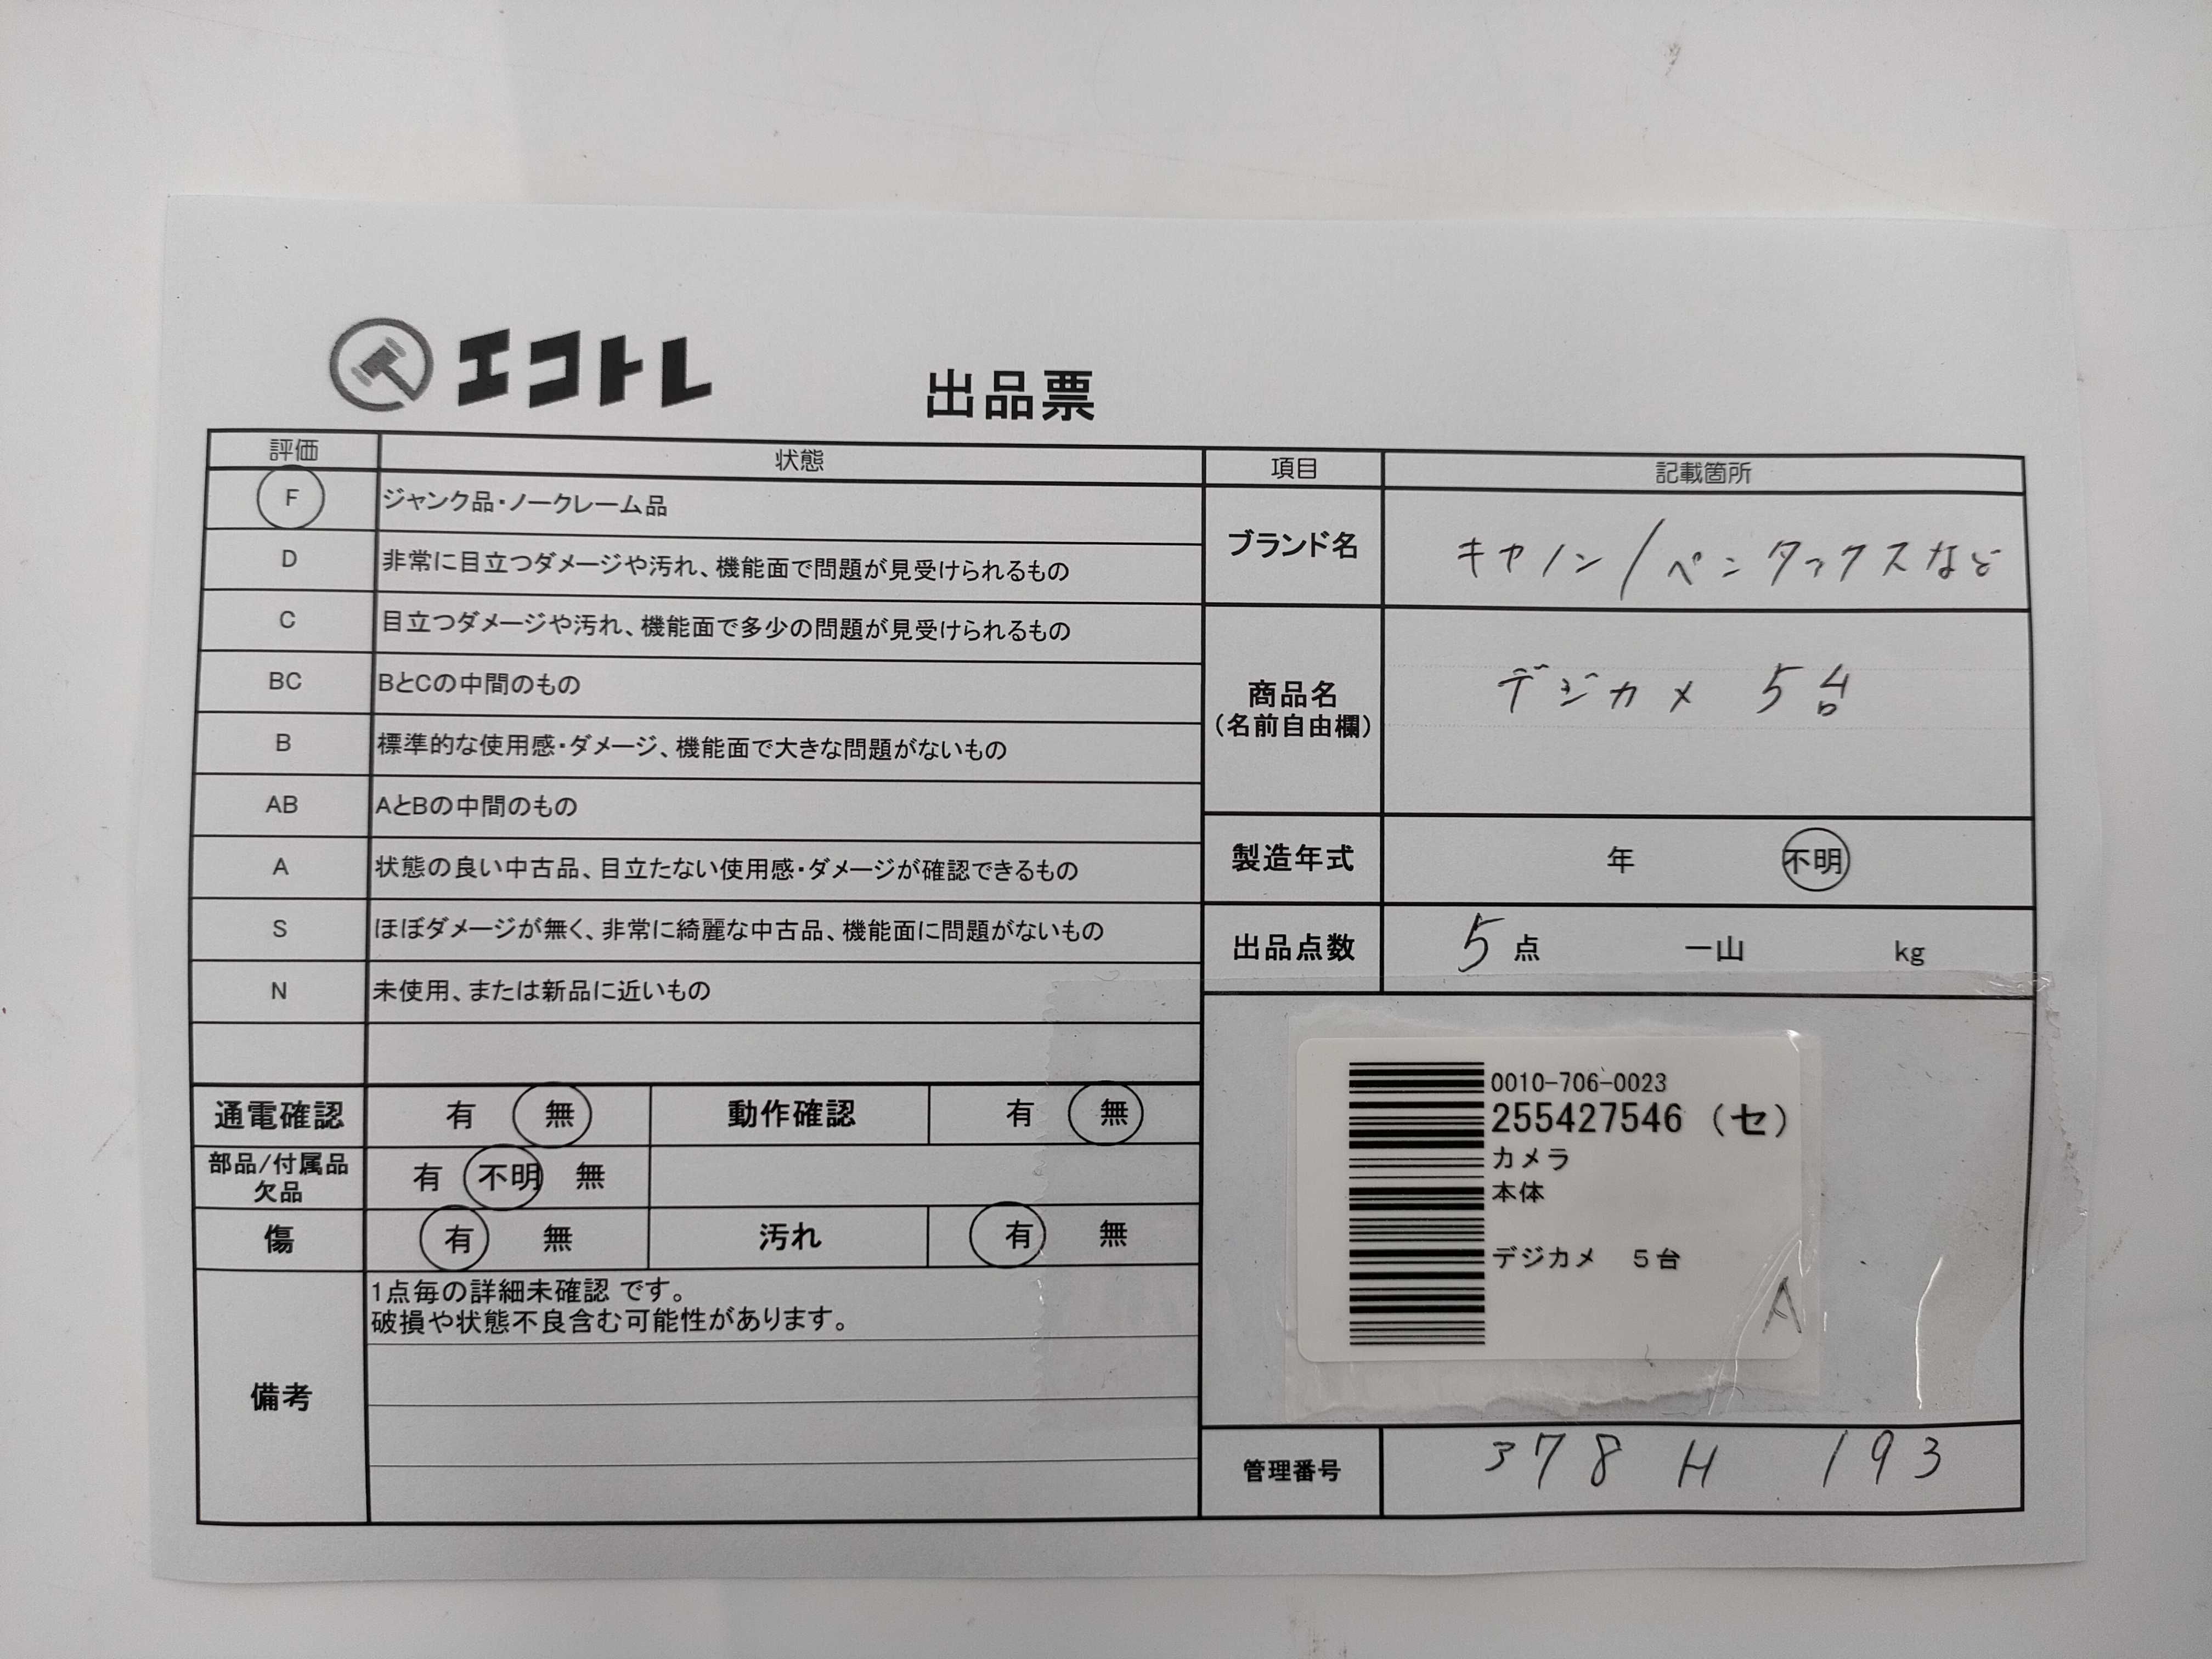 エコトレ
出品票
評価 状態
F ジャンク品・ノークレーム品
D 非常に目立つダメージや汚れ、機能面で問題が見受けられるもの
C 目立つダメージや汚れ、機能面で多少の問題が見受けられるもの
BC BとCの中間のもの
B 標準的な使用感・ダメージ、機能面で大きな問題がないもの
AB AとBの中間のもの
A 状態の良い中古品、目立たない使用感・ダメージが確認できるもの
S ほぼダメージが無く、非常に綺麗な中古品、機能面に問題がないもの
N 未使用、または新品に近いもの
通電確認 有 無 動作確認 有 無
部品/付属品
欠品 有 不明 無
傷 有 無 汚れ 有 無
備考
1点毎の詳細未確認 です。
破損や状態不良含む可能性があります。
項目 記載箇所
ブランド名 キヤノン/ペンタックスなど
商品名
(名前自由欄) デジカメ 5台
製造年式 年 不明
出品点数 5点 一山 kg
0010-706-0023
255427546 (セ)
カメラ
本体
デジカメ 5台
A
管理番号 378 H 193